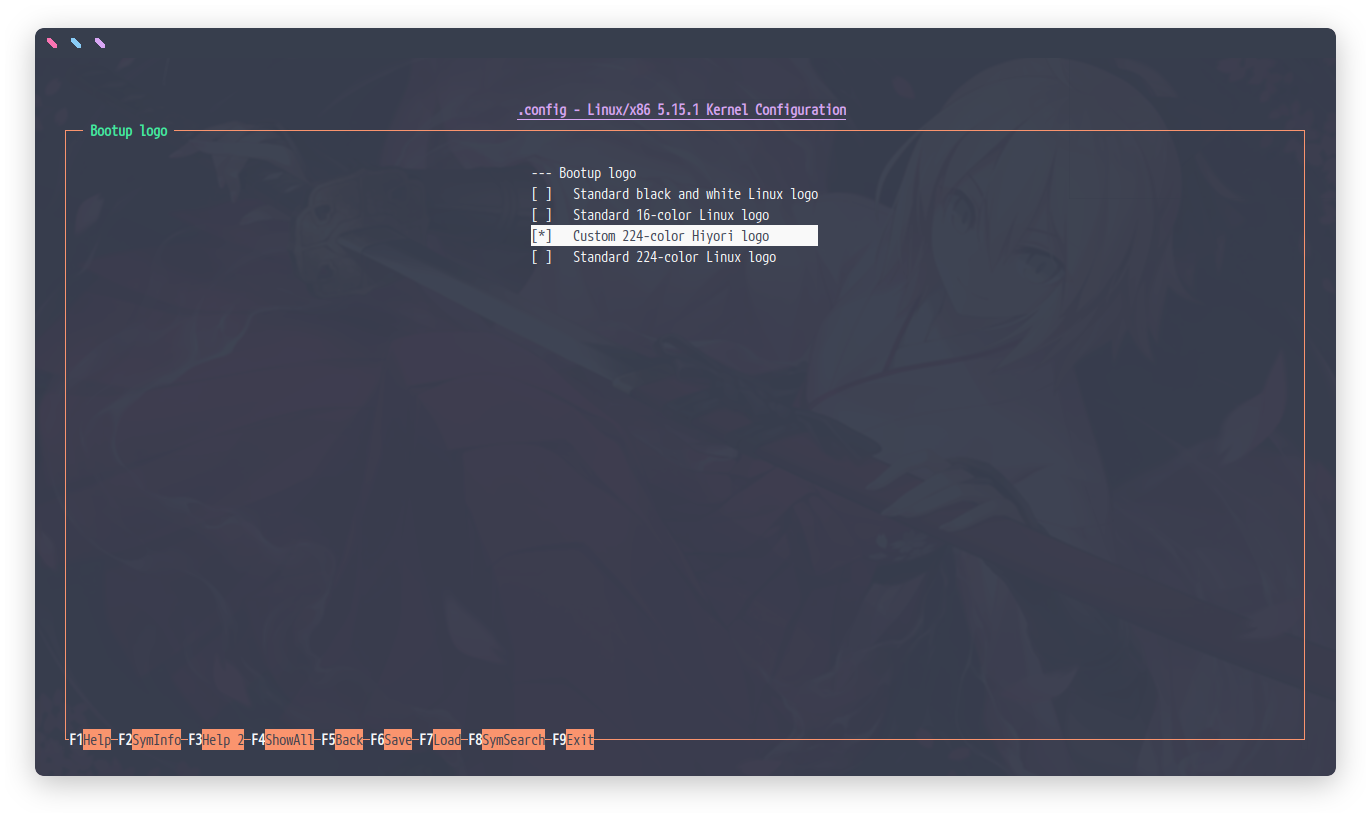 .config - Linux/x86 5.15.1 Kernel Configuration
Bootup logo
--- Bootup logo
[ ]   Standard black and white Linux logo
[ ]   Standard 16-color Linux logo
[*]   Custom 224-color Hiyori logo
[ ]   Standard 224-color Linux logo
F1Help F2SymInfo F3Help 2 F4ShowAll F5Back F6Save F7Load F8SymSearch F9Exit